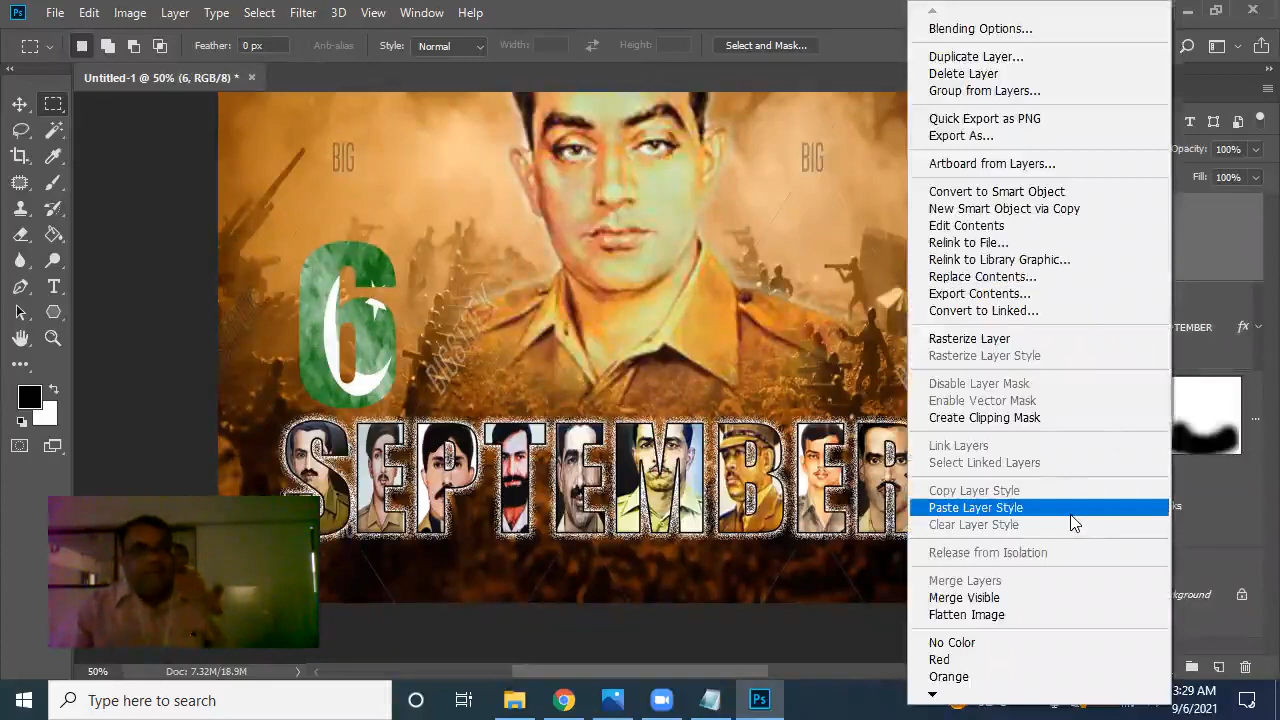 Ps File Edit Image Layer Type Select Filter 3D View Window Help
Feather: 0 px Anti-alias Style: Normal Width: Height: Select and Mask...
Untitled-1 @ 50% (6, RGB/8) *
BIG
BIG
6
SEPTEMBER
Blending Options...
Duplicate Layer...
Delete Layer
Group from Layers...
Quick Export as PNG
Export As...
Artboard from Layers...
Convert to Smart Object
New Smart Object via Copy
Edit Contents
Relink to File...
Relink to Library Graphic...
Replace Contents...
Export Contents...
Convert to Linked...
Rasterize Layer
Rasterize Layer Style
Disable Layer Mask
Enable Vector Mask
Create Clipping Mask
Link Layers
Select Linked Layers
Copy Layer Style
Paste Layer Style
Clear Layer Style
Release from Isolation
Merge Layers
Merge Visible
Flatten Image
No Color
Red
Orange
Opacity: 100%
Fill: 100%
TEMBER fx
ks
kground
50% Doc: 7.32M/18.9M
Type here to search
Ps
3:29 AM
9/6/2021